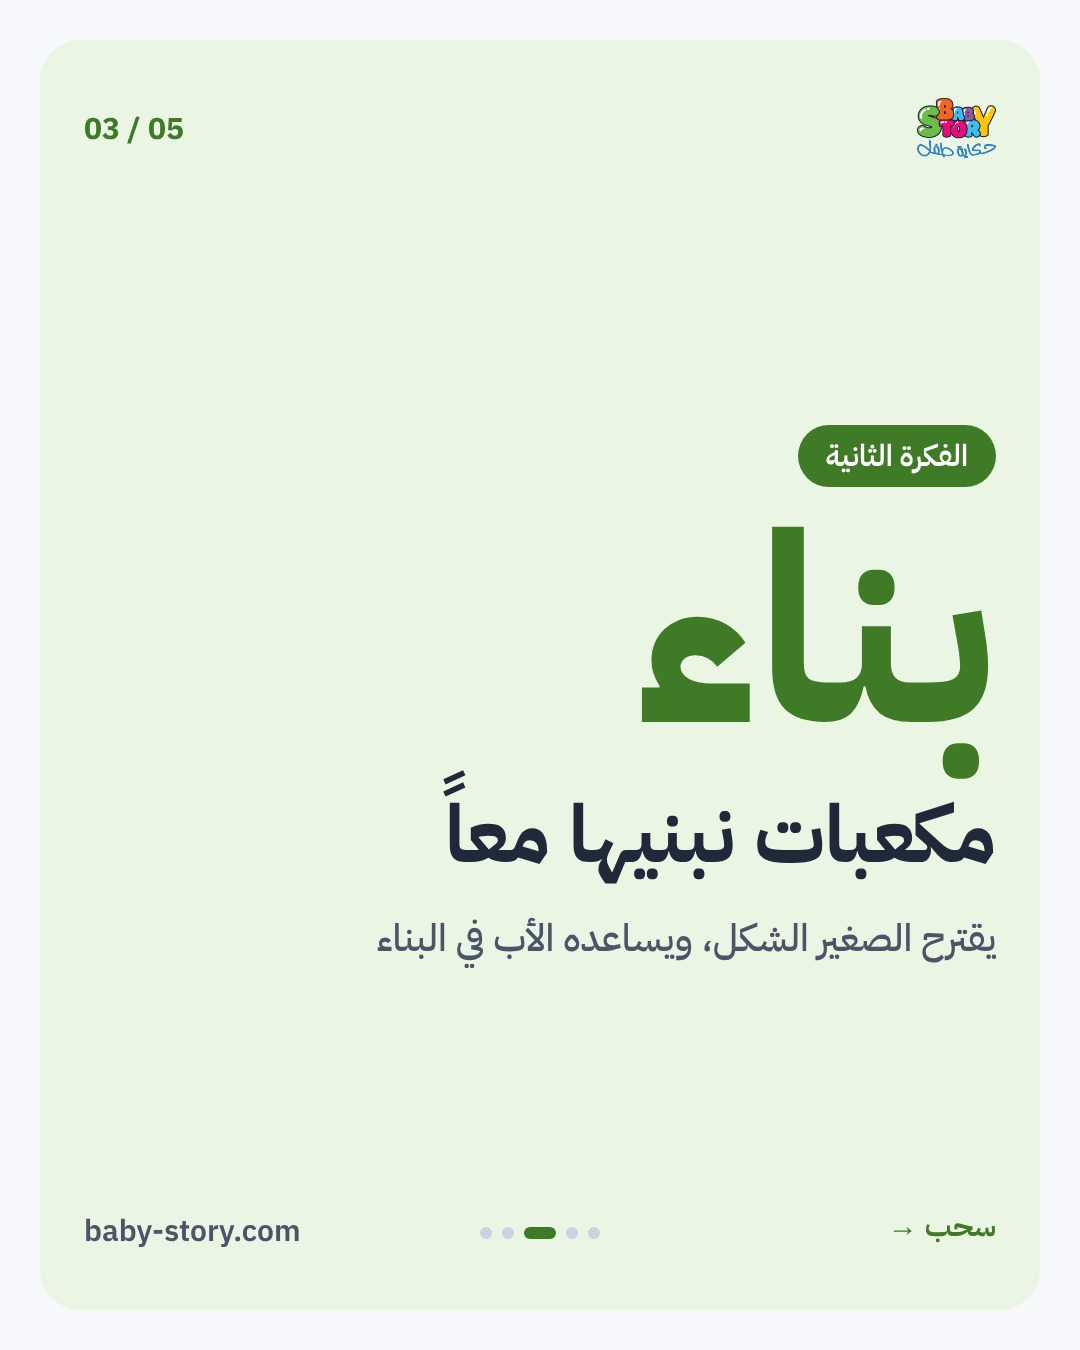 03 / 05
BABY STORY
حكاية طفل
الفكرة الثانية
بناء
مكعبات نبنيها معاً
يقترح الصغير الشكل، ويساعده الأب في البناء
سحب →
baby-story.com